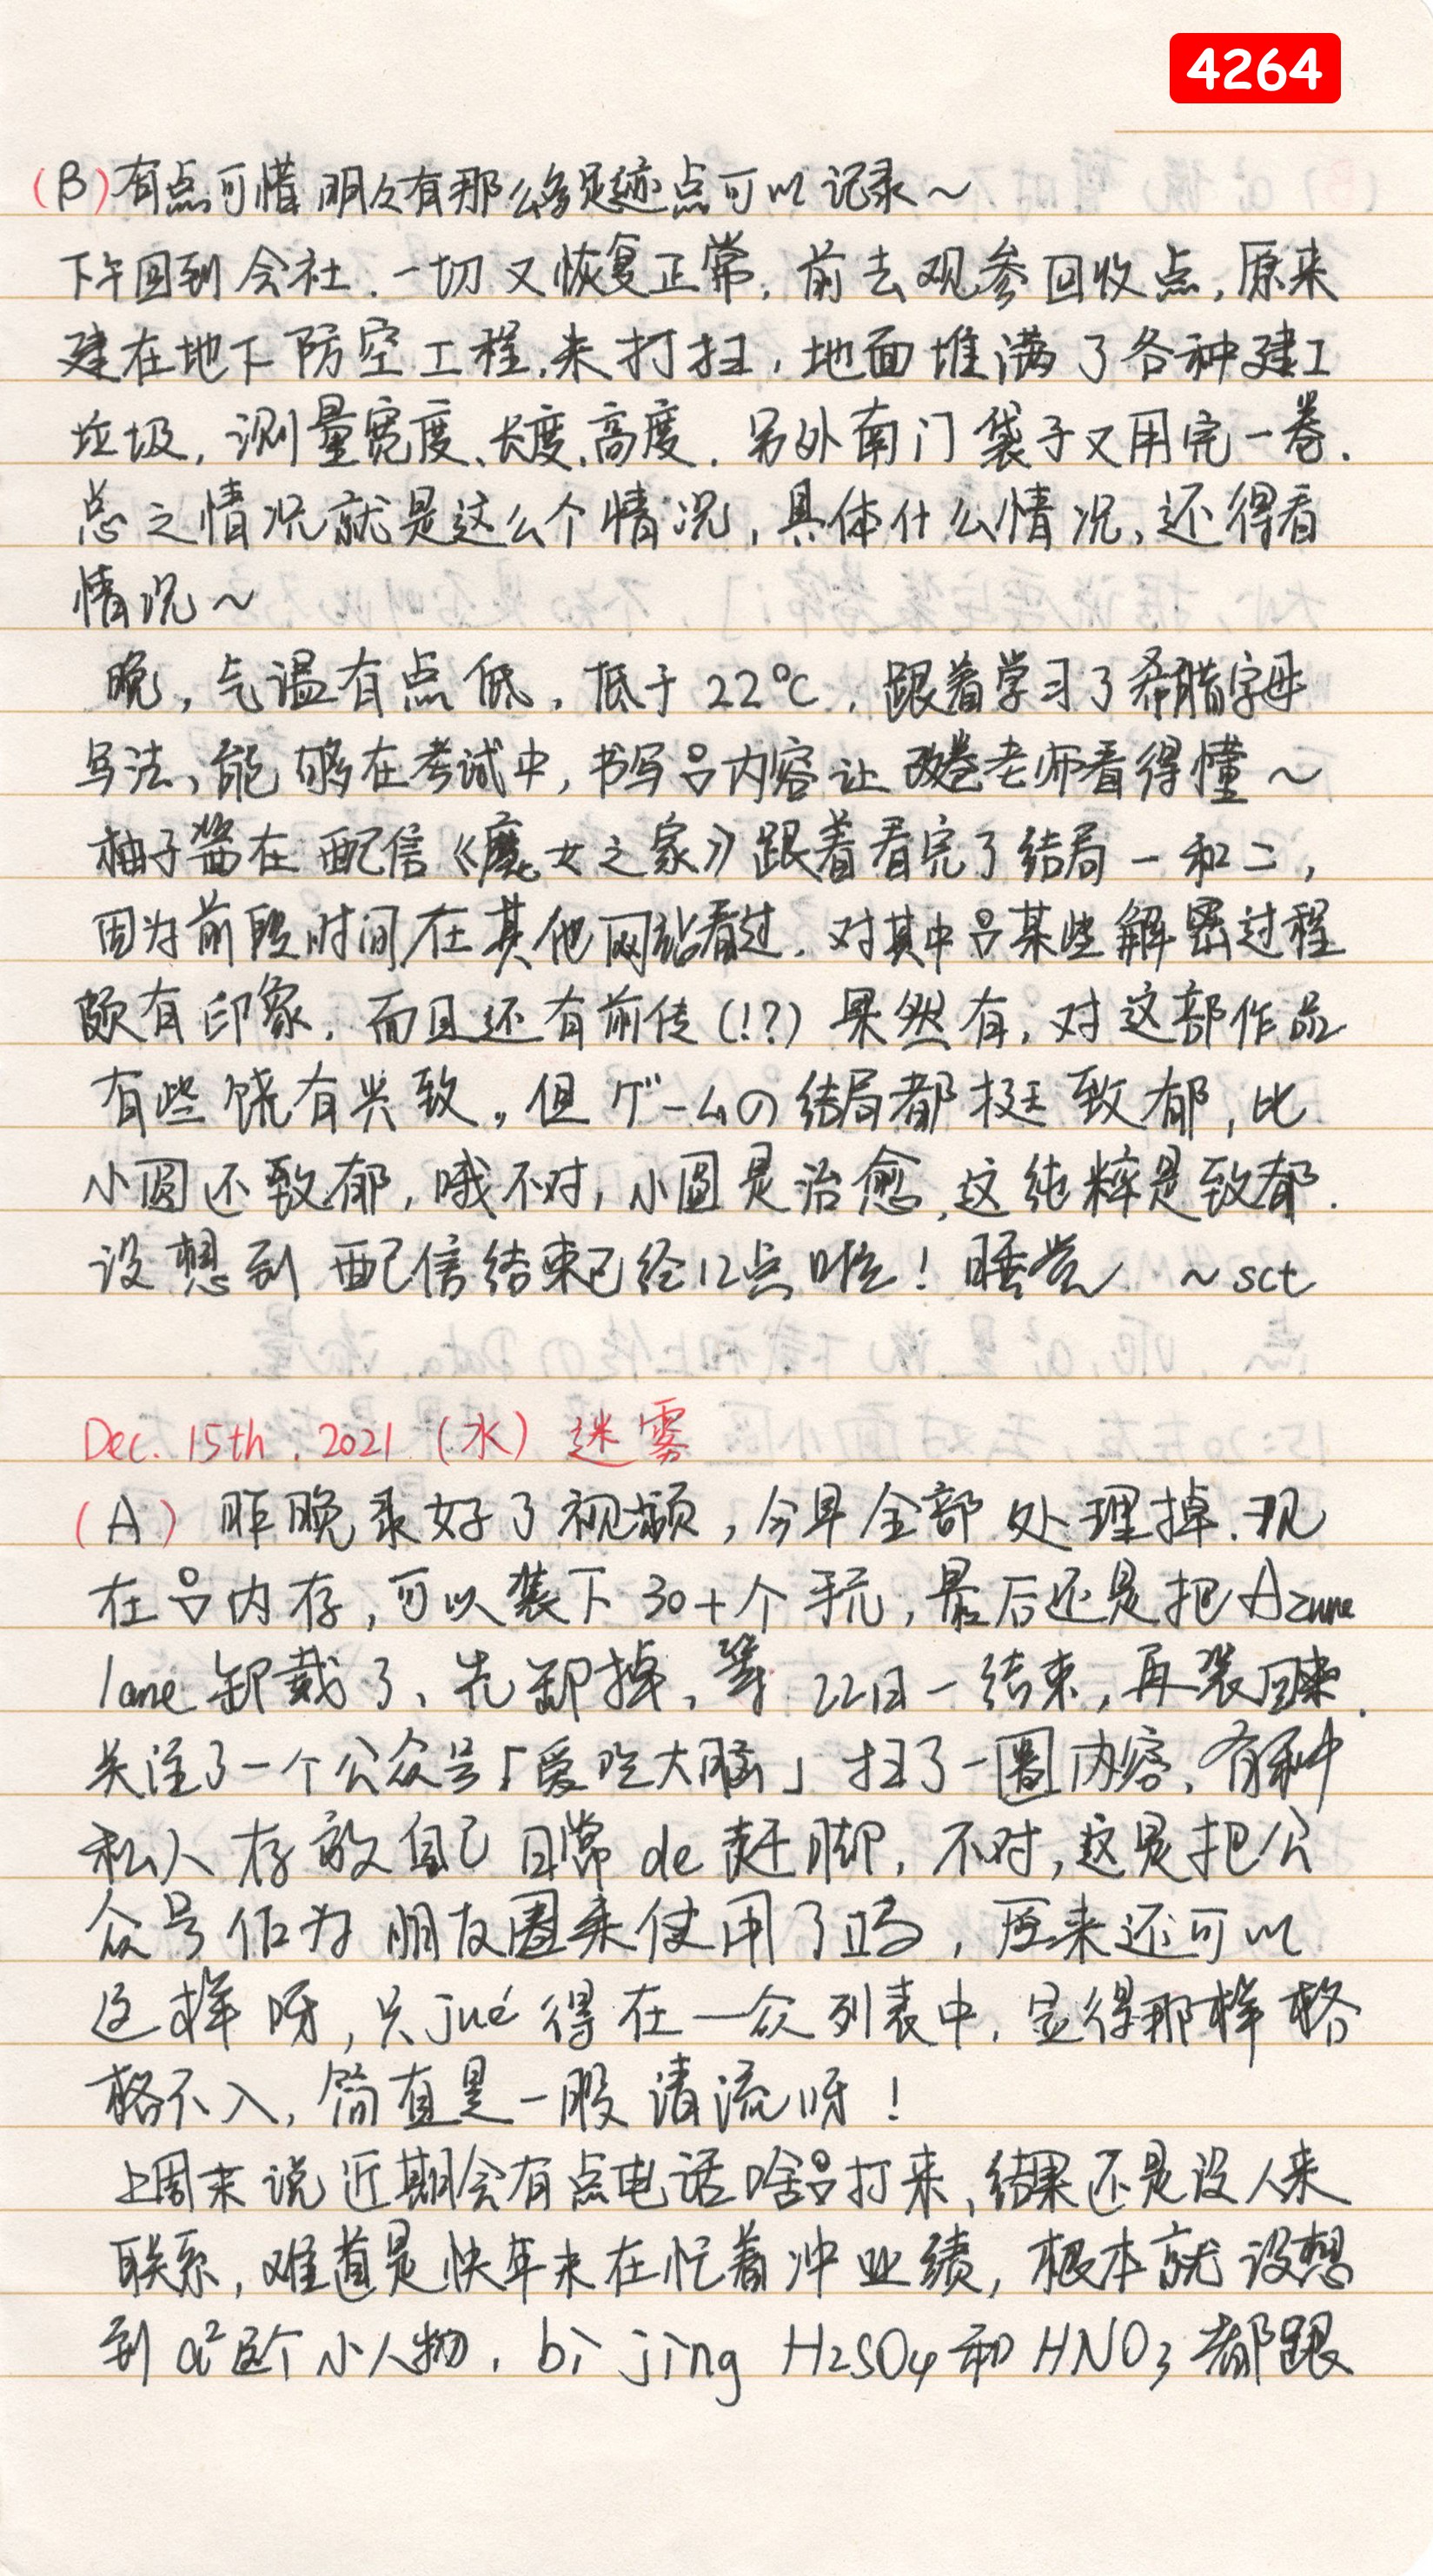 4264
(B)有点可惜 明々有那么多足迹点可以记录～
下午回到会社.一切又恢复正常,前去观参回收点,原来
建在地下防空工程,来打扫,地面堆满了各种建工
垃圾,测量宽度、长度、高度.另外南门袋子又用完一卷.
总之情况就是这么个情况,具体什么情况,还得看
情况～
晚,气温有点低,低于22℃,跟着学习了希腊字母
写法,能够在考试中,书写吕内容让改卷老师看得懂～
柚子酱在配信《魔女之家》跟着看完了结局一和二,
因为前段时间在其他网站看过.对其中吕某些解密过程
颇有印象,而且还有前传(!?)果然有,对这部作品
有些饶有兴致。但ゲームの结局都挺致郁,比
小圆还致郁,哦不对,小圆是治愈,这纯粹是致郁.
没想到配信结束已经12点啦!睡觉 ～sct
Dec. 15th, 2021 (水) 迷雾
(A) 昨晚录好了视频,今早全部处理掉.现
在吕内存,可以装下30+个手玩,最后还是把Azure
lane卸载了、先卸掉、等22日一结束,再装回来.
关注了一个公众号「爱吃大脑」扫了一圈内容,有种
私人存放自己日常de赶脚,不对,这是把公
众号作为朋友圈来使用了吗,原来还可以
这样呀,只jué得在一众列表中,显得那样格
格不入,简直是一股清流呀!
上周末说近期会有点电话啥吕打来,结果还是没人来
联系,难道是快年末在忙着冲业绩,根本就没想
到a²这个小人物,bì jìng H₂SO₄和HNO₃都跟